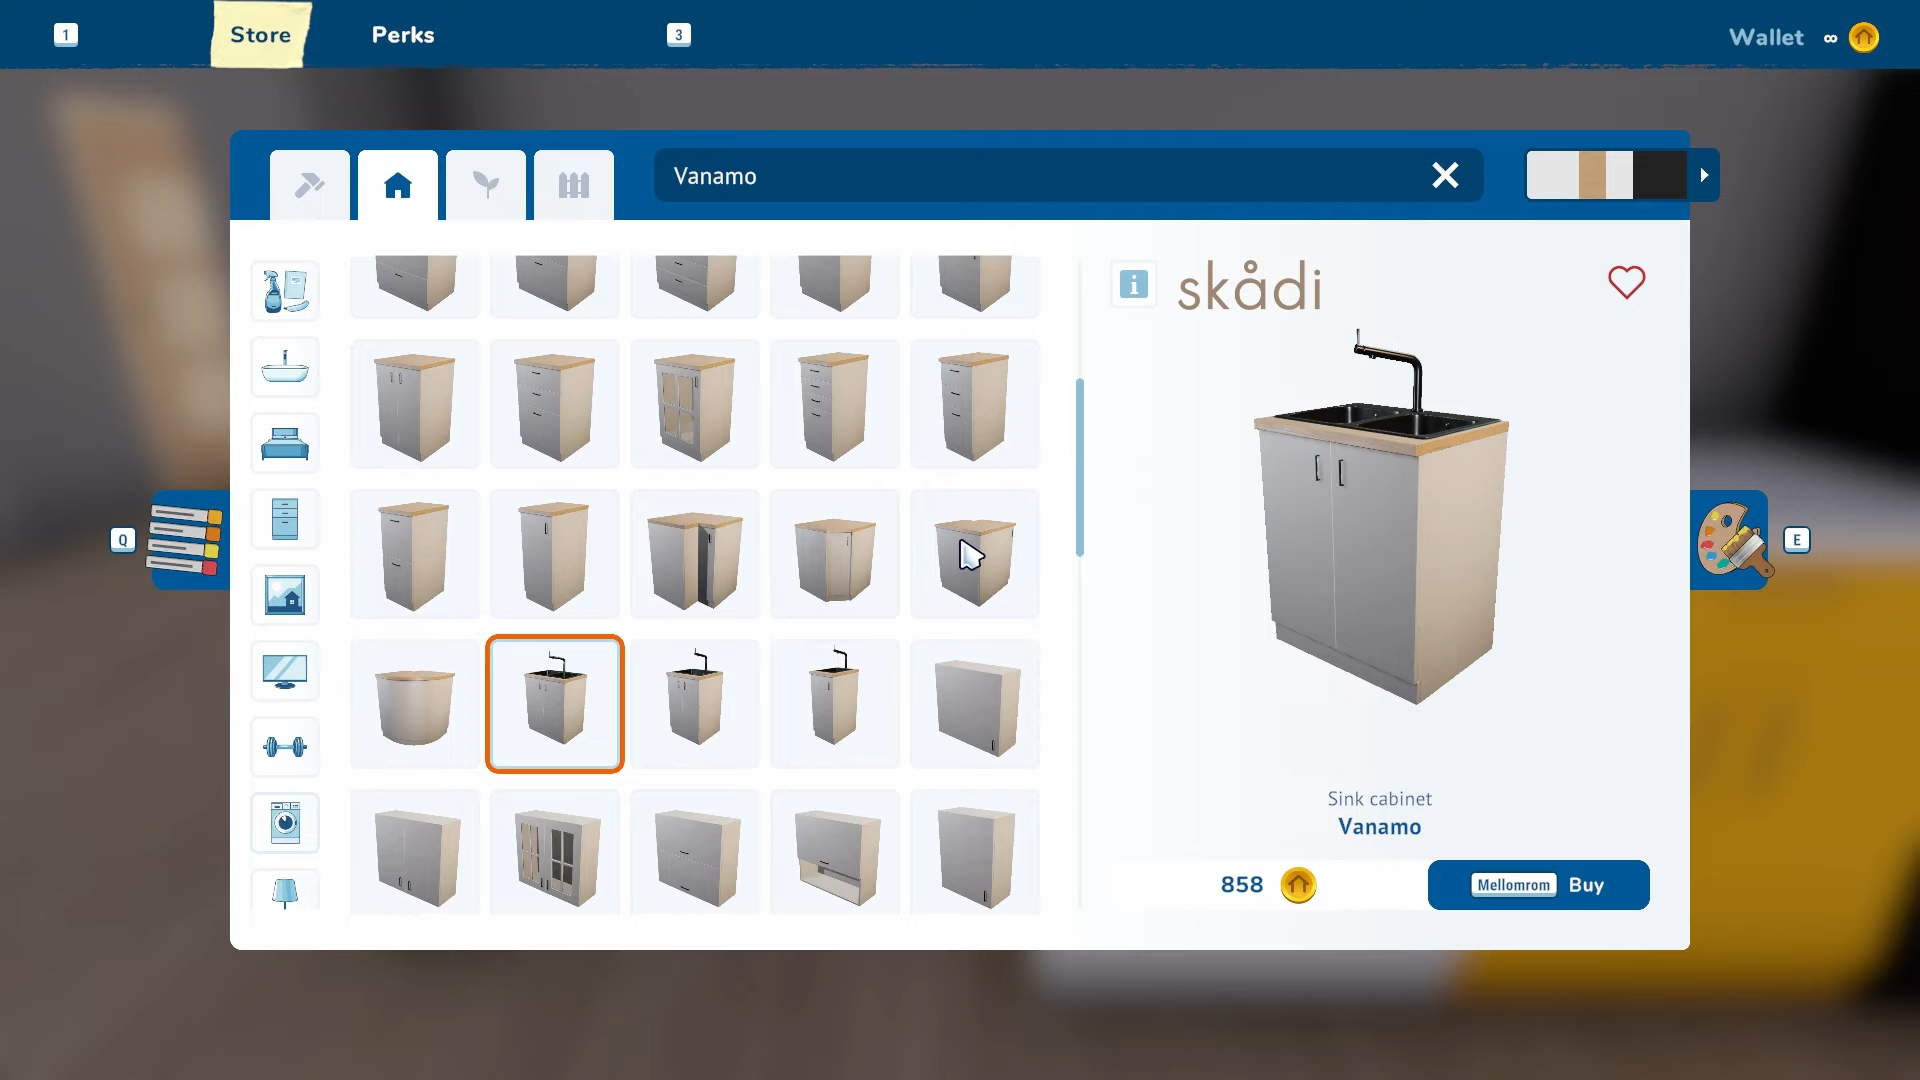 1
Store
Perks
3
Wallet ∞
Vanamo
i
skådi
Q
E
Sink cabinet
Vanamo
858
Mellomrom Buy